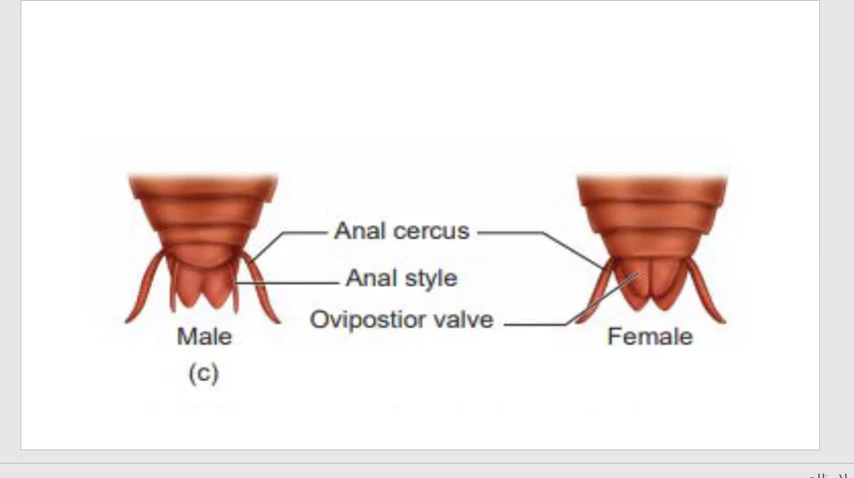 Anal cercus
Anal style
Ovipostior valve
Male
Female
(c)